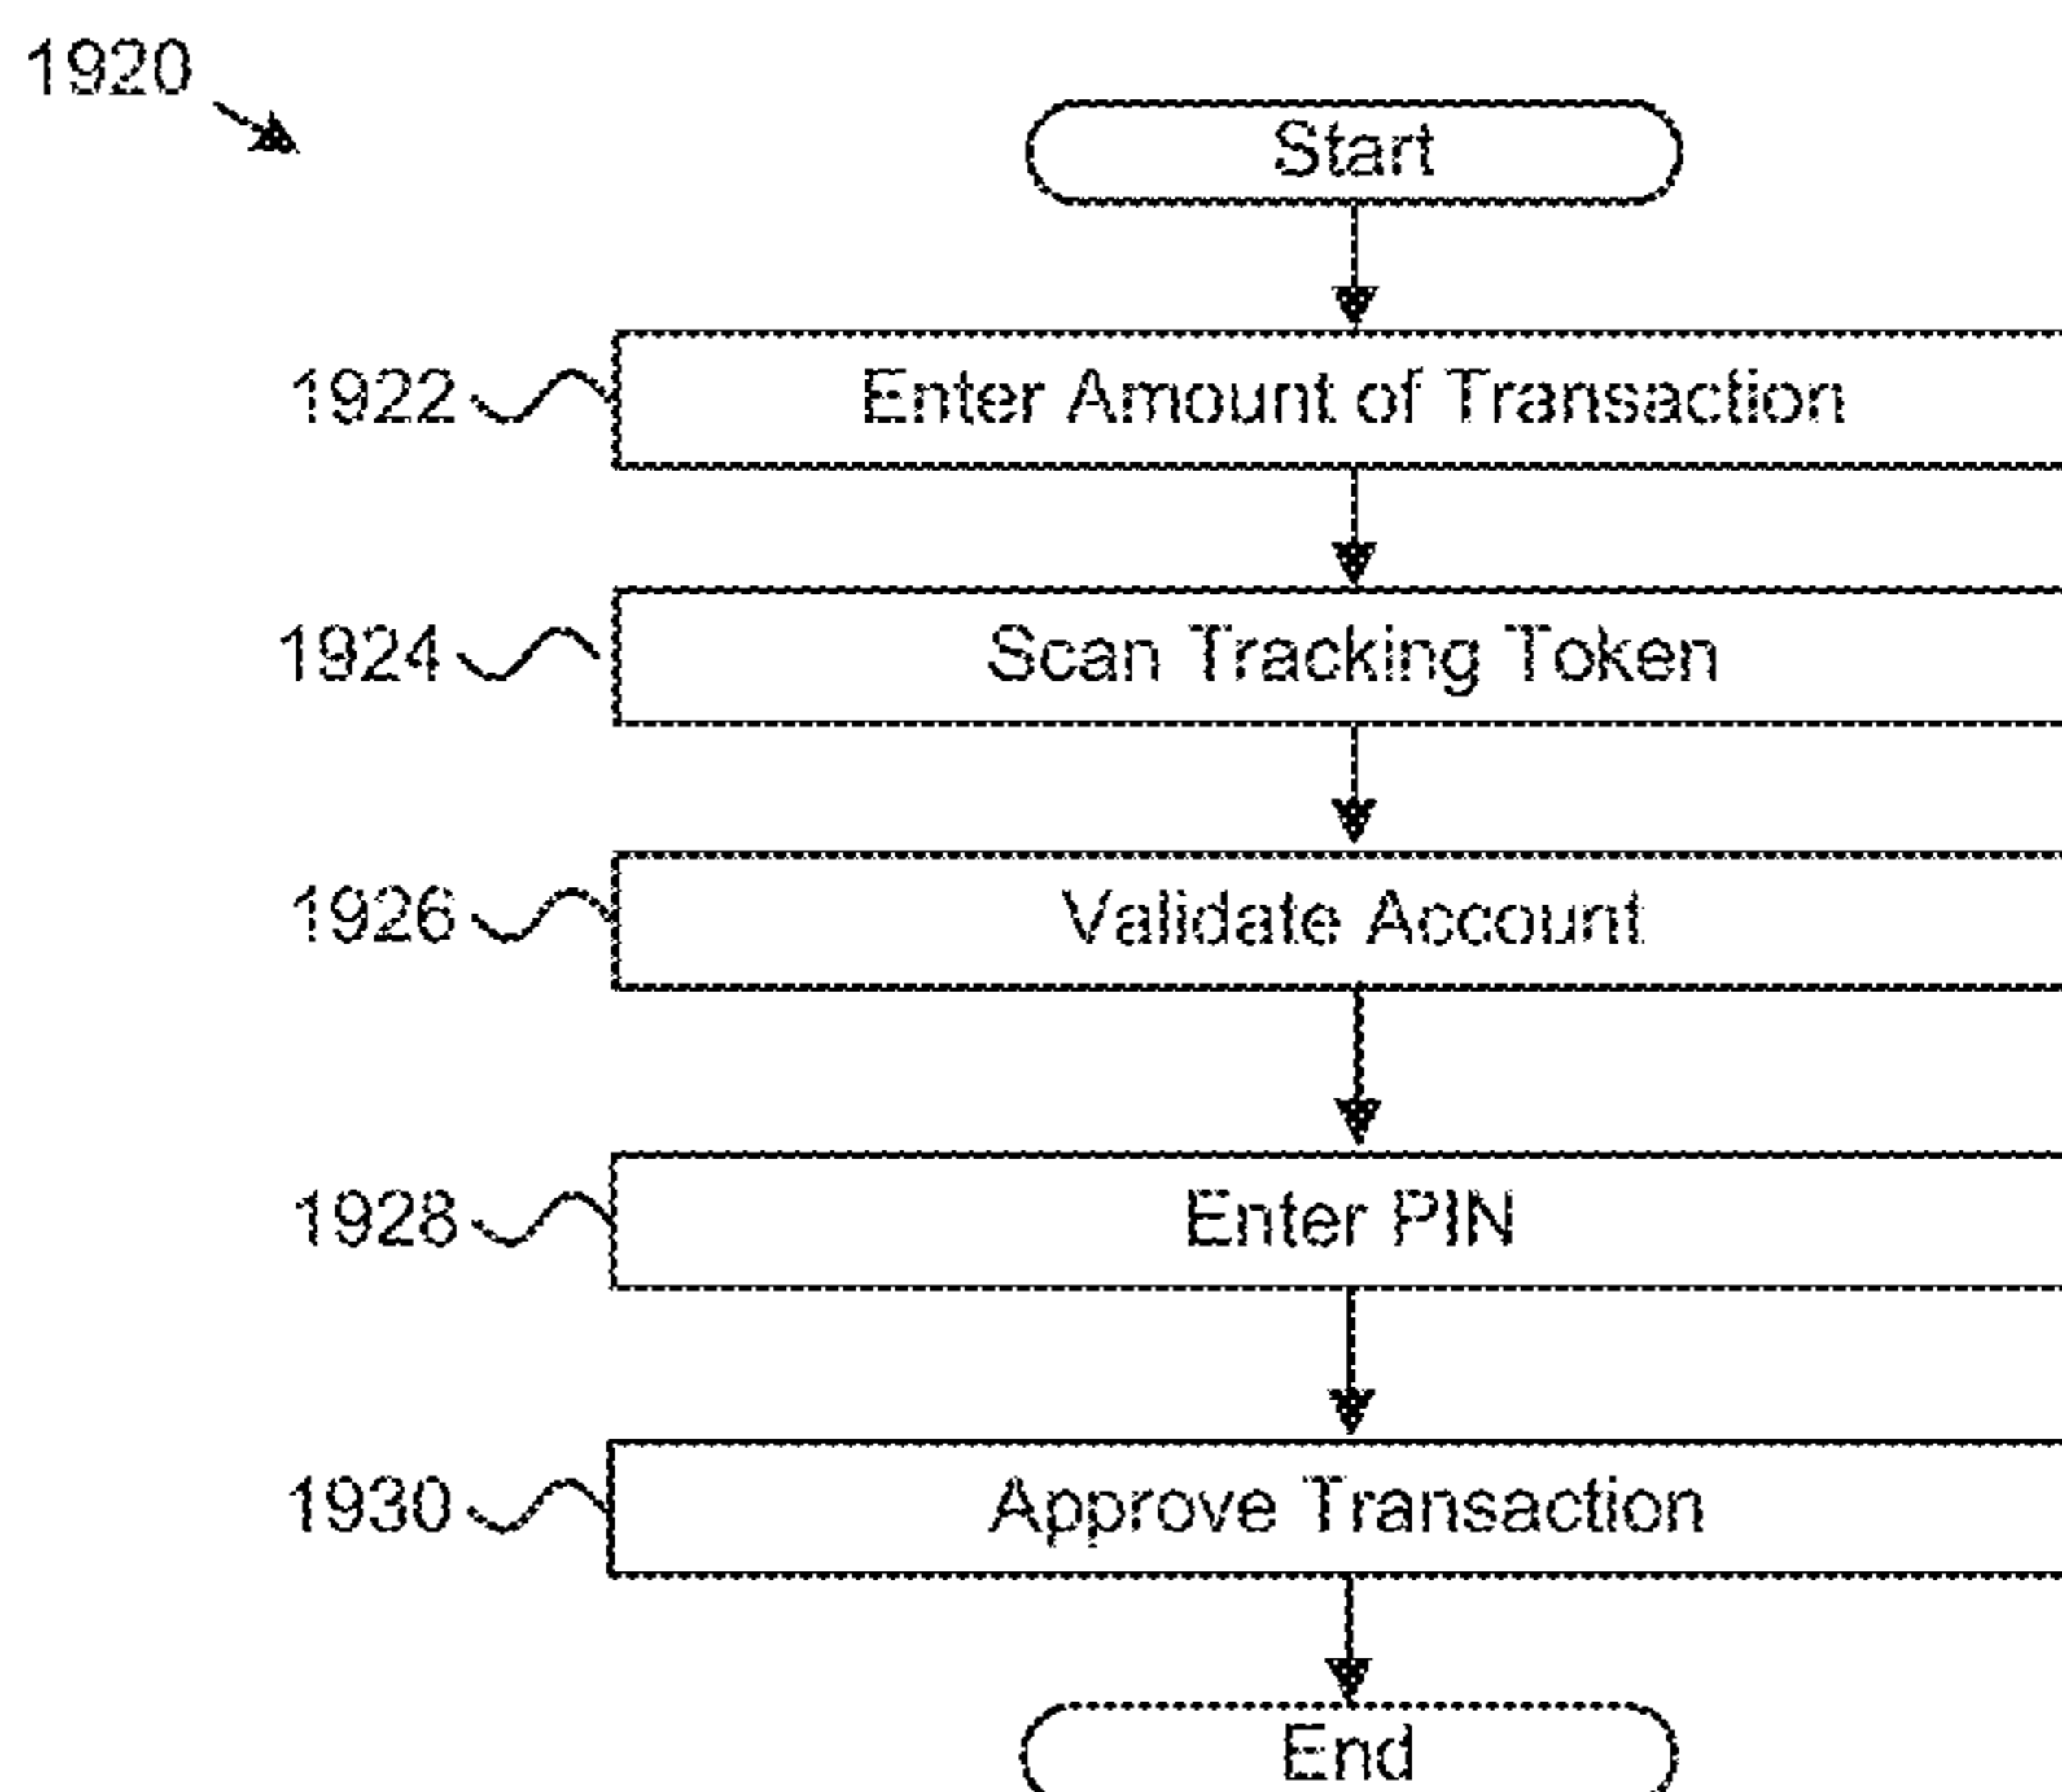 1920
Start
1922 Enter Amount of Transaction
1924 Scan Tracking Token
1926 Validate Account
1928 Enter PIN
1930 Approve Transaction
End